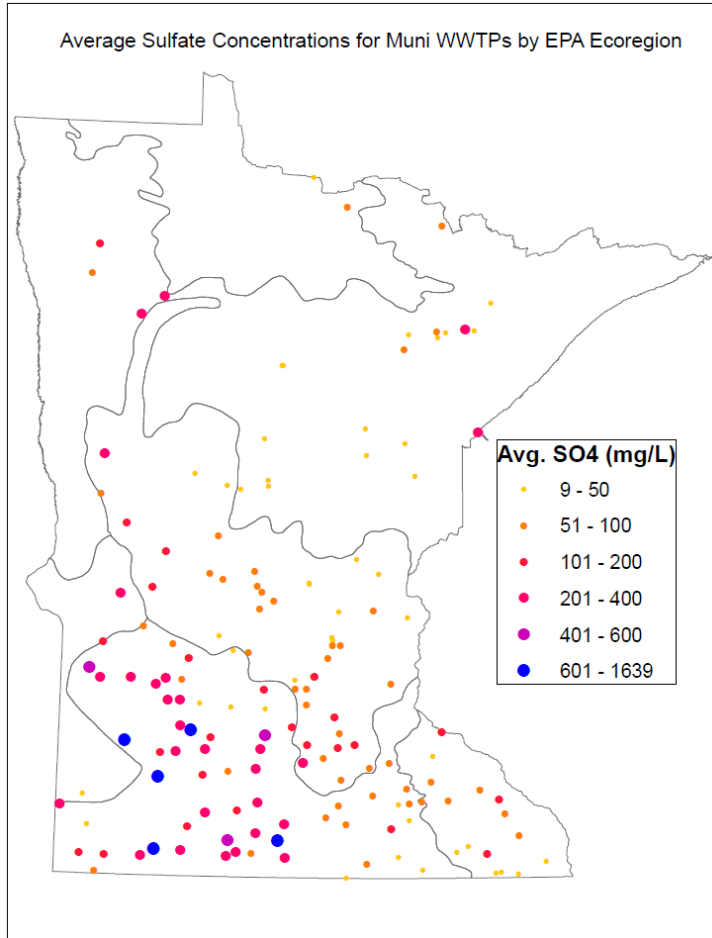 Average Sulfate Concentrations for Muni WWTPs by EPA Ecoregion
Avg. SO4 (mg/L)
9 - 50
51 - 100
101 - 200
201 - 400
401 - 600
601 - 1639